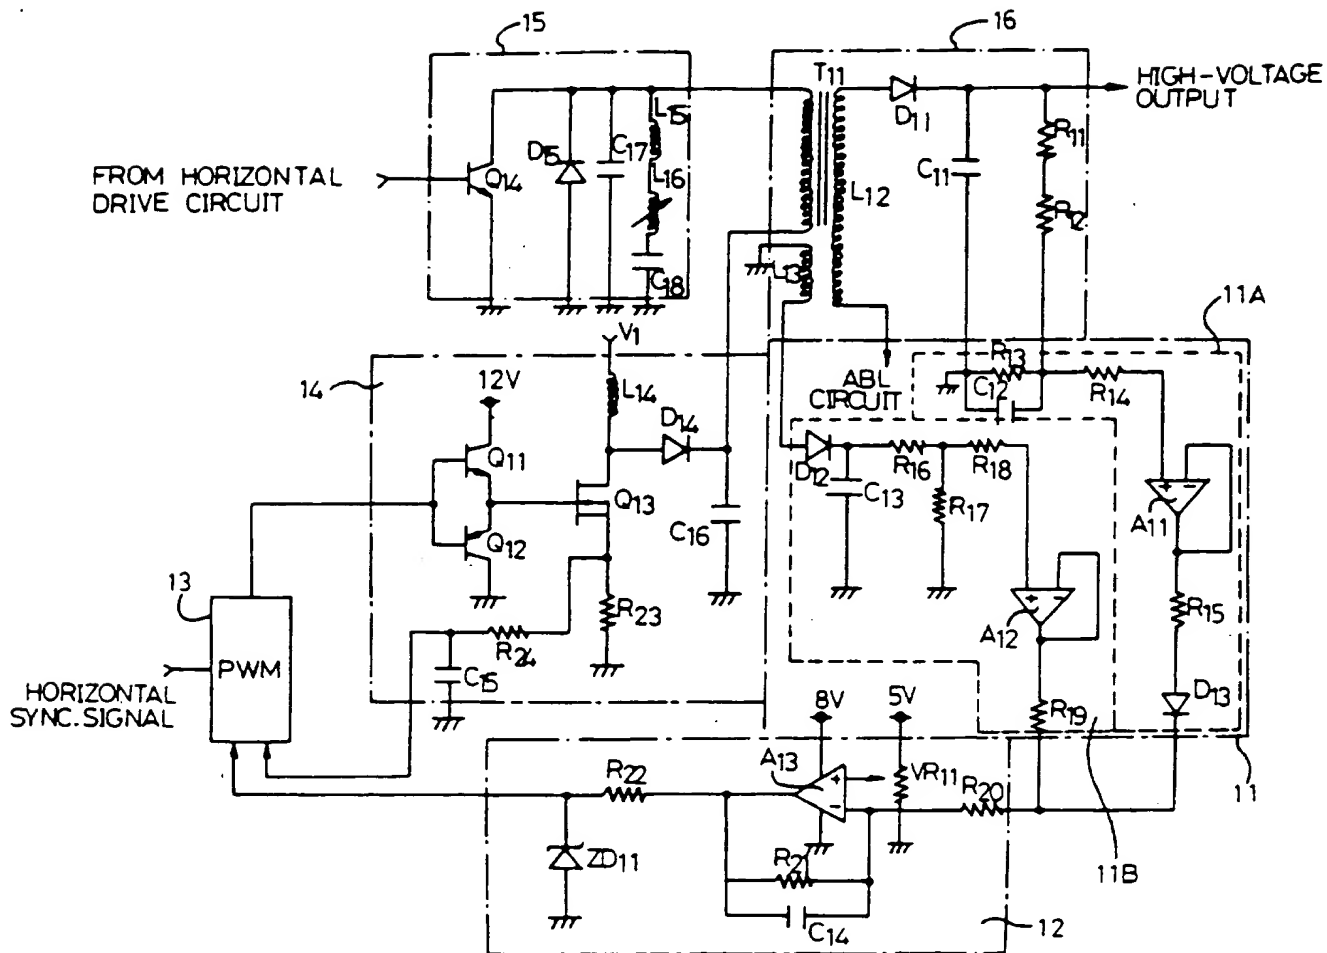 15
16
T11
HIGH-VOLTAGE
OUTPUT
D11
R11
L15
D15
C17
C11
FROM HORIZONTAL
DRIVE CIRCUIT
Q14
L16
L12
R12
C18
L3
11A
V1
14
12V
L14
ABL
CIRCUIT
R13
C12
R14
D14
Q11
D12
R16
R18
Q13
C13
R17
A11
C16
Q12
13
R23
A12
R15
PWM
R24
C15
HORIZONTAL
SYNC.SIGNAL
8V
5V
R19
D13
A13
VR11
R22
R20
11
ZD11
R21
11B
C14
12